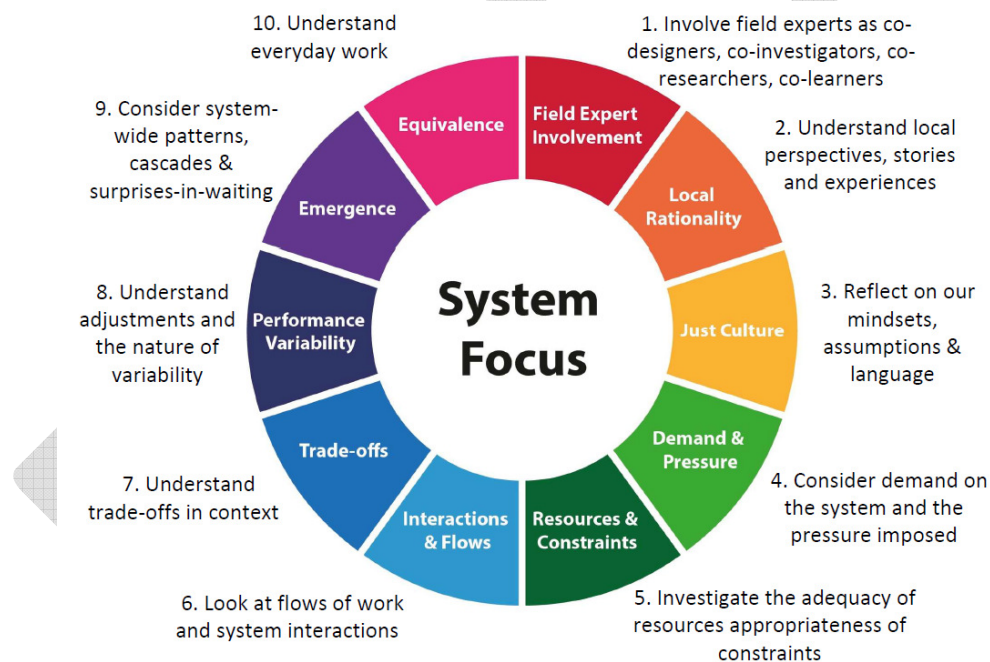 10. Understand
everyday work
1. Involve field experts as co-
designers, co-investigators, co-
researchers, co-learners
9. Consider system-
wide patterns,
cascades &
surprises-in-waiting
2. Understand local
perspectives, stories
and experiences
Equivalence
Field Expert
Involvement
Emergence
Local
Rationality
8. Understand
adjustments and
the nature of
variability
Performance
Variability
System
Focus
Just Culture
3. Reflect on our
mindsets,
assumptions &
language
Trade-offs
Demand &
Pressure
7. Understand
trade-offs in context
Interactions
& Flows
Resources &
Constraints
4. Consider demand on
the system and the
pressure imposed
6. Look at flows of work
and system interactions
5. Investigate the adequacy of
resources appropriateness of
constraints